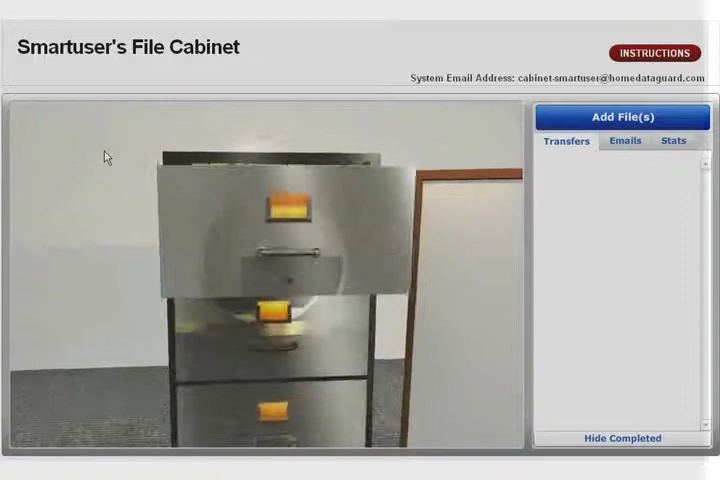 Smartuser's File Cabinet
INSTRUCTIONS
System Email Address: cabinet-smartuser@homedataguard.com
Add File(s)
Transfers Emails Stats
Hide Completed